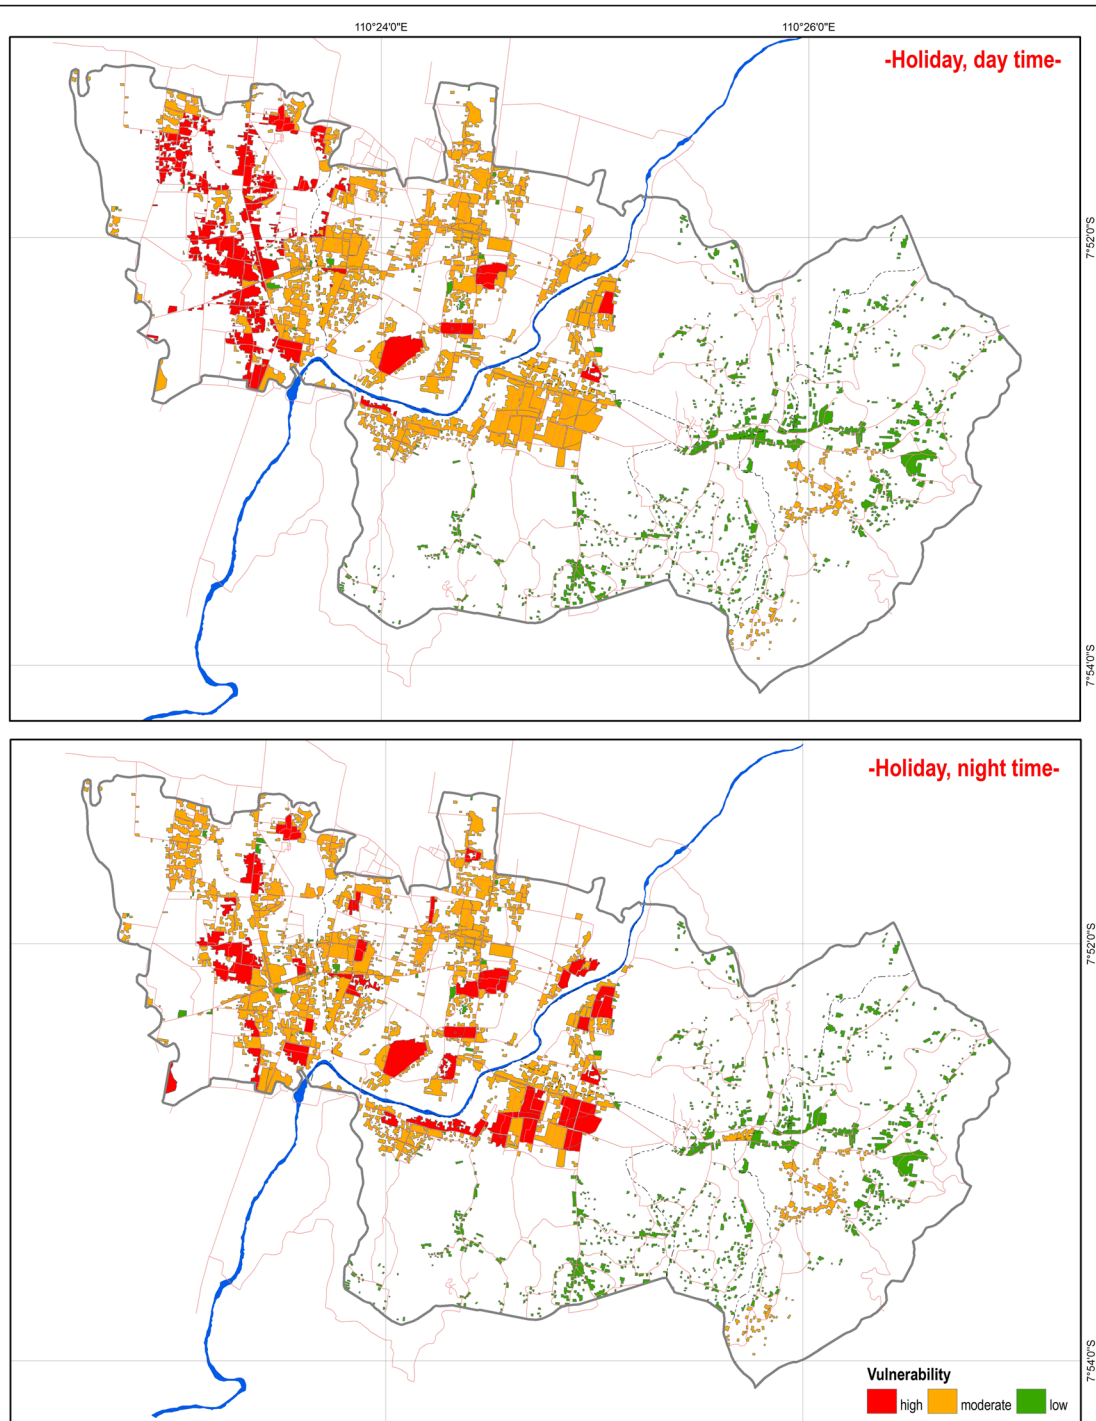 110°24'0"E
110°26'0"E
-Holiday, day time-
7°52'0"S
7°54'0"S
-Holiday, night time-
7°52'0"S
7°54'0"S
Vulnerability
high moderate low